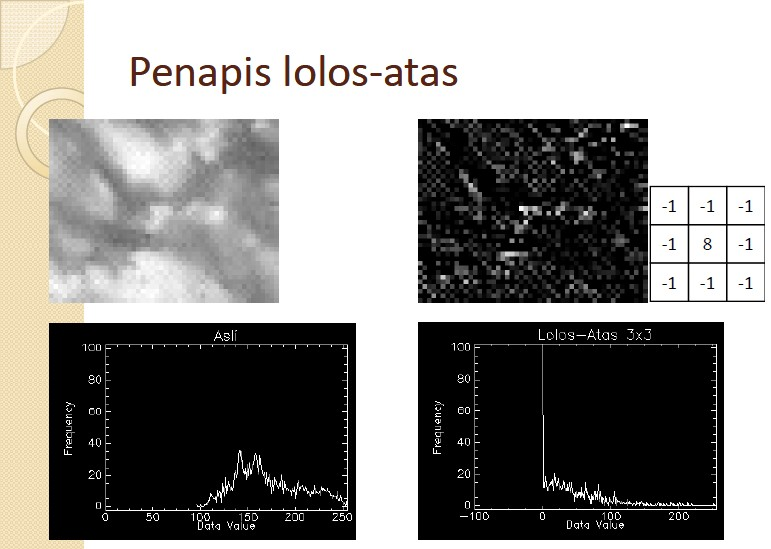 Penapis lolos-atas
-1 -1 -1
-1 8 -1
-1 -1 -1
Asli
100
80
60
40
20
0
Frequency
0 50 100 150 200 250
Data Value
Lolos-Atas 3x3
100
80
60
40
20
0
Frequency
-100 0 100 200
Data Value